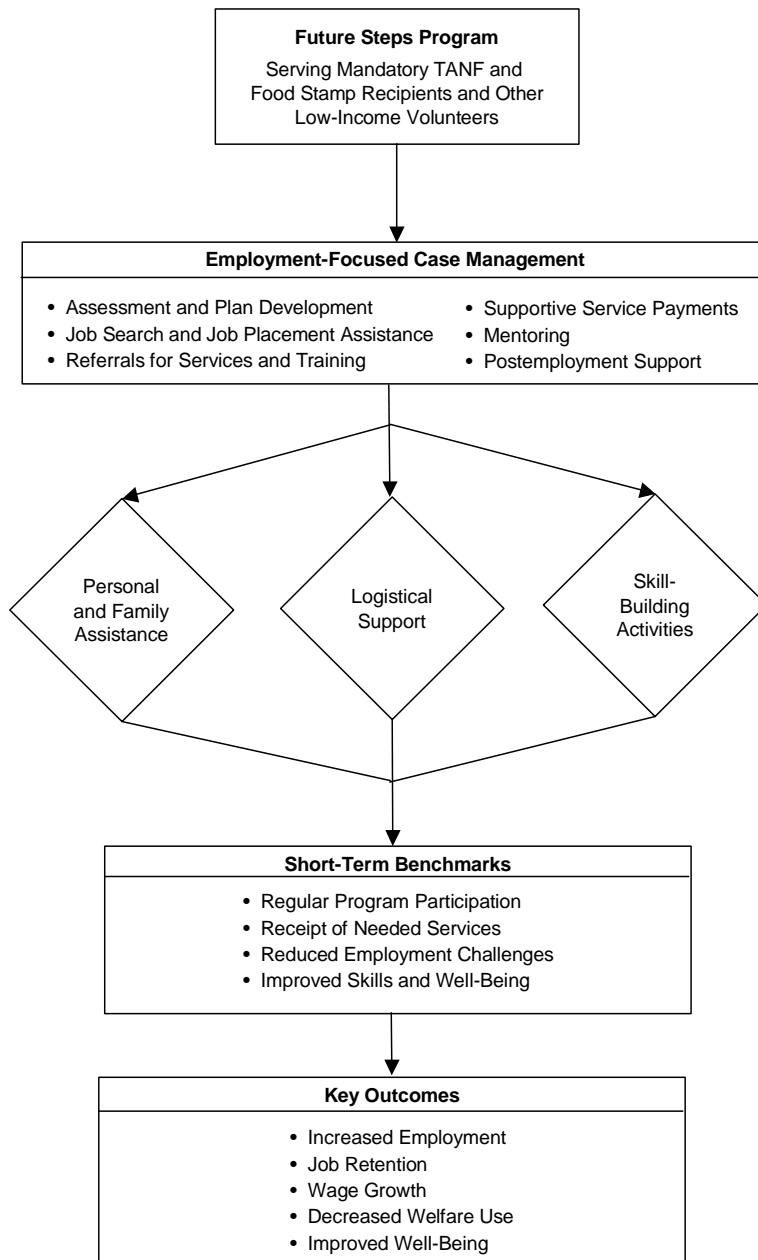 Future Steps Program
Serving Mandatory TANF and
Food Stamp Recipients and Other
Low-Income Volunteers
Employment-Focused Case Management
• Assessment and Plan Development
• Job Search and Job Placement Assistance
• Referrals for Services and Training
• Supportive Service Payments
• Mentoring
• Postemployment Support
Personal
and Family
Assistance
Logistical
Support
Skill-
Building
Activities
Short-Term Benchmarks
• Regular Program Participation
• Receipt of Needed Services
• Reduced Employment Challenges
• Improved Skills and Well-Being
Key Outcomes
• Increased Employment
• Job Retention
• Wage Growth
• Decreased Welfare Use
• Improved Well-Being